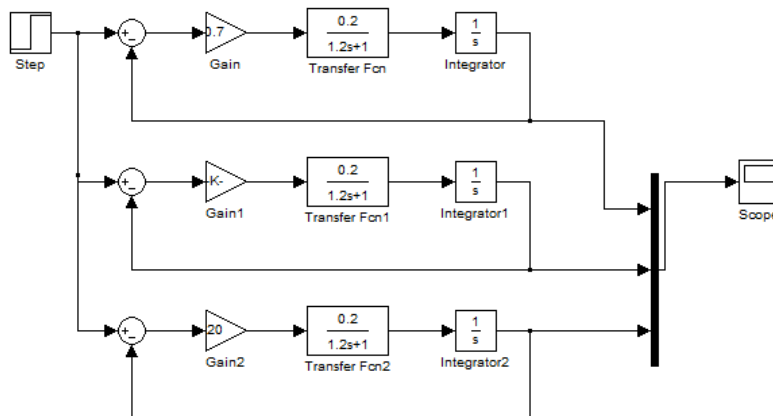 Step
+
-
0.7
Gain
0.2
1.2s+1
Transfer Fcn
1
s
Integrator
+
-
-K-
Gain1
0.2
1.2s+1
Transfer Fcn1
1
s
Integrator1
Scope
+
-
20
Gain2
0.2
1.2s+1
Transfer Fcn2
1
s
Integrator2